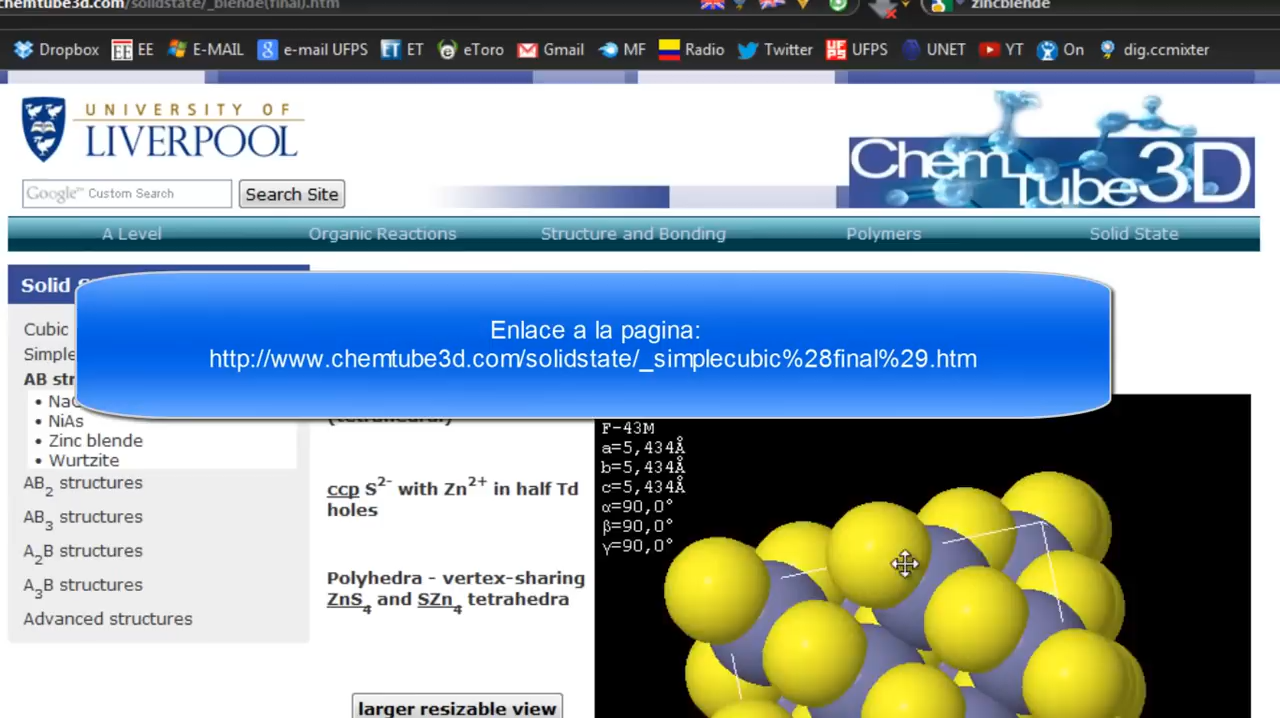 chemtube3d.com/solidstate/_blende(final).htm
zincblende
Dropbox EE EE E-MAIL 8 e-mail UFPS ET ET eToro Gmail MF Radio Twitter UFPS UFPS UNET YT On dig.ccmixter
UNIVERSITY OF
LIVERPOOL
ChemTube3D
Google™ Custom Search
Search Site
A Level Organic Reactions Structure and Bonding Polymers Solid State
Solid
Enlace a la pagina:
http://www.chemtube3d.com/solidstate/_simplecubic%28final%29.htm
Cubic
Simple
AB str
• NaC
• NiAs
• Zinc blende
• Wurtzite
AB2 structures
AB3 structures
A2B structures
A3B structures
Advanced structures
(tetrahedral)
ccp S2- with Zn2+ in half Td
holes
Polyhedra - vertex-sharing
ZnS4 and SZn4 tetrahedra
larger resizable view
F-43M
a=5,434Å
b=5,434Å
c=5,434Å
α=90,0°
β=90,0°
γ=90,0°